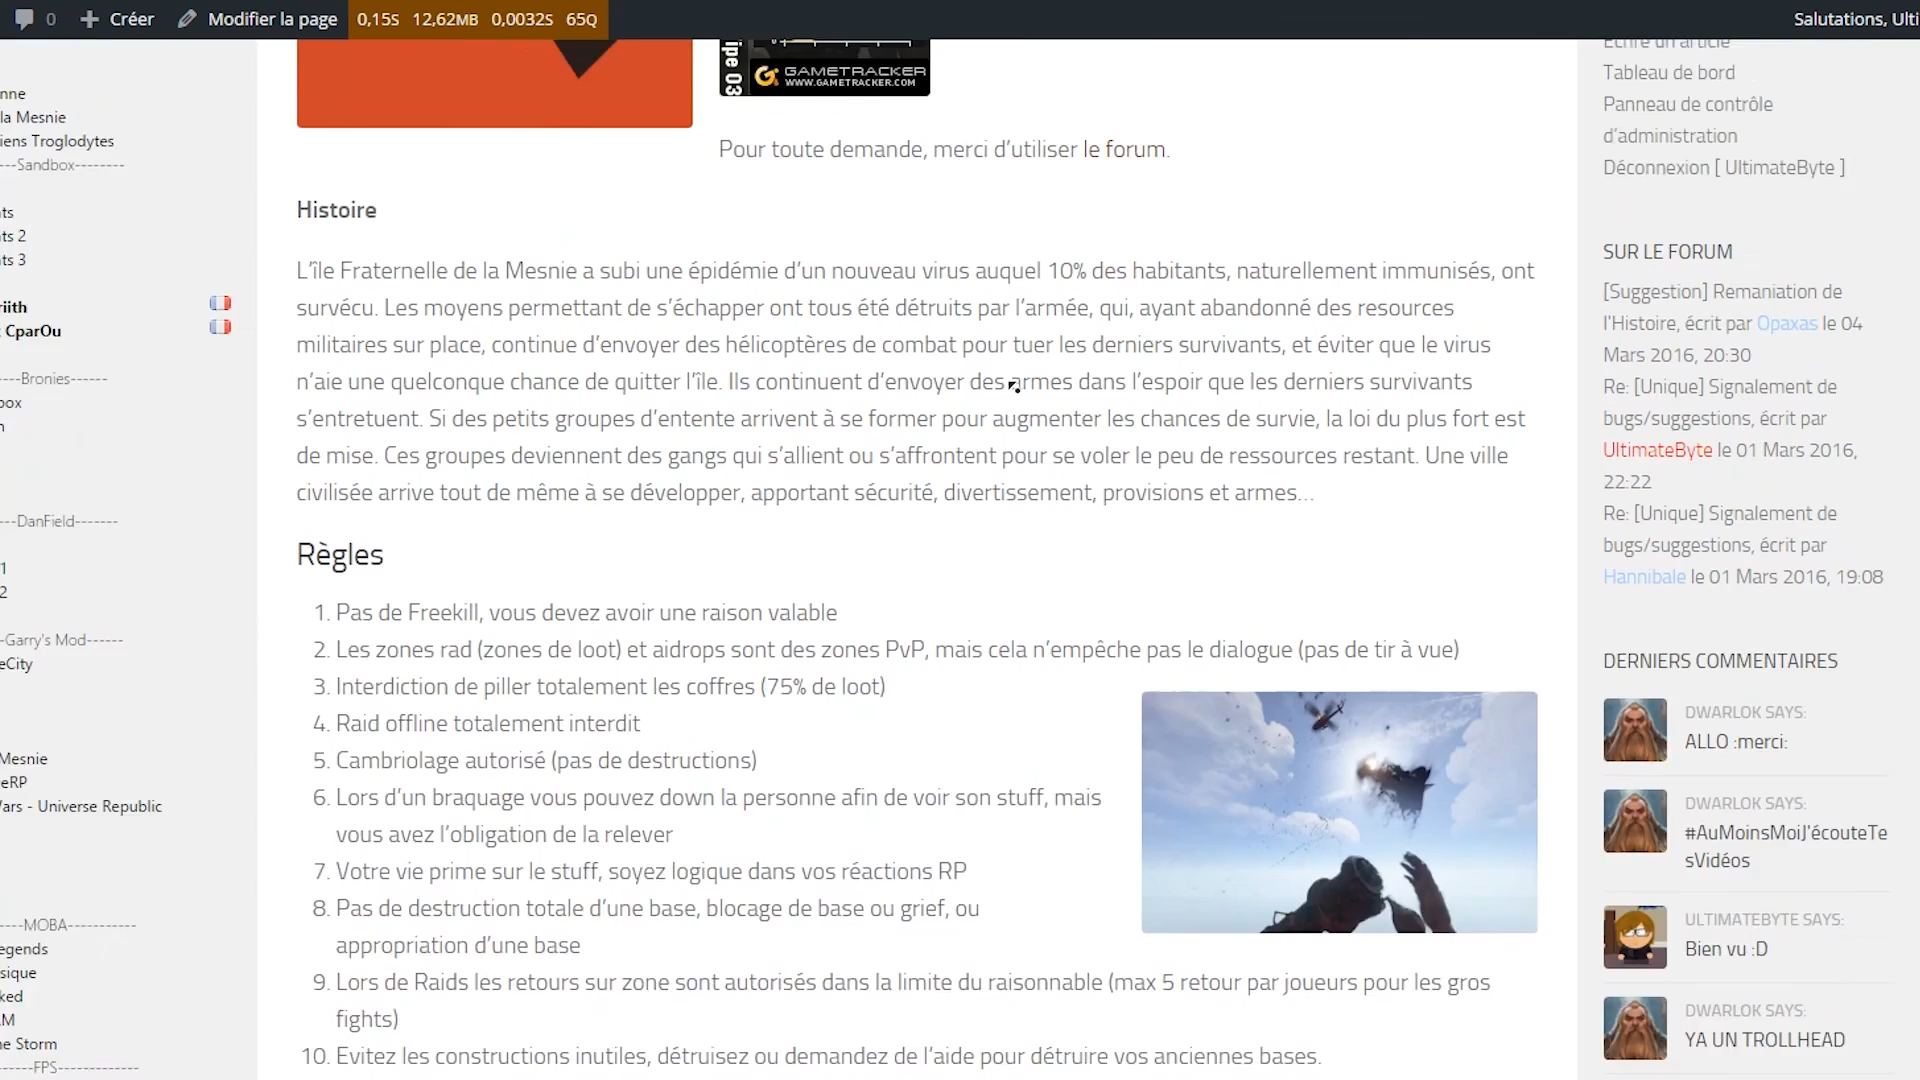 0 Créer Modifier la page 0,15S 12,62MB 0,0032S 65Q
Salutations, Ulti
nne
la Mesnie
iens Troglodytes
---Sandbox--------
ts
ts 2
ts 3
riith
CparOu
----Bronies------
box
n
---DanField-------
1
2
-Garry's Mod------
eCity
Mesnie
eRP
Vars - Universe Republic
----MOBA-----------
egends
sique
ked
M
he Storm
-----FPS-------------
ipe 03
GAMETRACKER
WWW.GAMETRACKER.COM
Pour toute demande, merci d'utiliser le forum.
Histoire
L'île Fraternelle de la Mesnie a subi une épidémie d'un nouveau virus auquel 10% des habitants, naturellement immunisés, ont
survécu. Les moyens permettant de s'échapper ont tous été détruits par l'armée, qui, ayant abandonné des resources
militaires sur place, continue d'envoyer des hélicoptères de combat pour tuer les derniers survivants, et éviter que le virus
n'aie une quelconque chance de quitter l'île. Ils continuent d'envoyer des armes dans l'espoir que les derniers survivants
s'entretuent. Si des petits groupes d'entente arrivent à se former pour augmenter les chances de survie, la loi du plus fort est
de mise. Ces groupes deviennent des gangs qui s'allient ou s'affrontent pour se voler le peu de ressources restant. Une ville
civilisée arrive tout de même à se développer, apportant sécurité, divertissement, provisions et armes...
Règles
1. Pas de Freekill, vous devez avoir une raison valable
2. Les zones rad (zones de loot) et aidrops sont des zones PvP, mais cela n'empêche pas le dialogue (pas de tir à vue)
3. Interdiction de piller totalement les coffres (75% de loot)
4. Raid offline totalement interdit
5. Cambriolage autorisé (pas de destructions)
6. Lors d'un braquage vous pouvez down la personne afin de voir son stuff, mais
vous avez l'obligation de la relever
7. Votre vie prime sur le stuff, soyez logique dans vos réactions RP
8. Pas de destruction totale d'une base, blocage de base ou grief, ou
appropriation d'une base
9. Lors de Raids les retours sur zone sont autorisés dans la limite du raisonnable (max 5 retour par joueurs pour les gros
fights)
10. Evitez les constructions inutiles, détruisez ou demandez de l'aide pour détruire vos anciennes bases.
Ecrire un article
Tableau de bord
Panneau de contrôle
d'administration
Déconnexion [ UltimateByte ]
SUR LE FORUM
[Suggestion] Remaniation de
l'Histoire, écrit par Opaxas le 04
Mars 2016, 20:30
Re: [Unique] Signalement de
bugs/suggestions, écrit par
UltimateByte le 01 Mars 2016,
22:22
Re: [Unique] Signalement de
bugs/suggestions, écrit par
Hannibale le 01 Mars 2016, 19:08
DERNIERS COMMENTAIRES
DWARLOK SAYS:
ALLO :merci:
DWARLOK SAYS:
#AuMoinsMoiJ'écouteTe
sVidéos
ULTIMATEBYTE SAYS:
Bien vu :D
DWARLOK SAYS:
YA UN TROLLHEAD